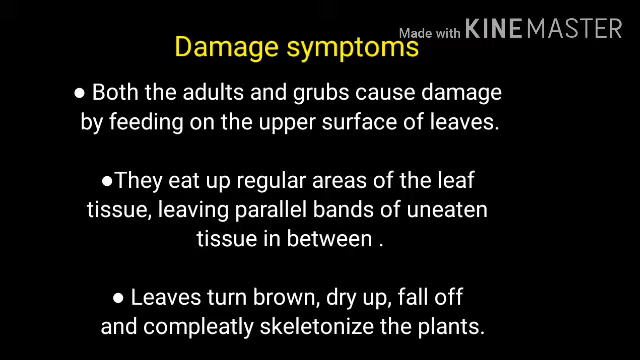 Made with KINEMASTER
Damage symptoms
● Both the adults and grubs cause damage
by feeding on the upper surface of leaves.
●They eat up regular areas of the leaf
tissue, leaving parallel bands of uneaten
tissue in between .
● Leaves turn brown, dry up, fall off
and compleatly skeletonize the plants.